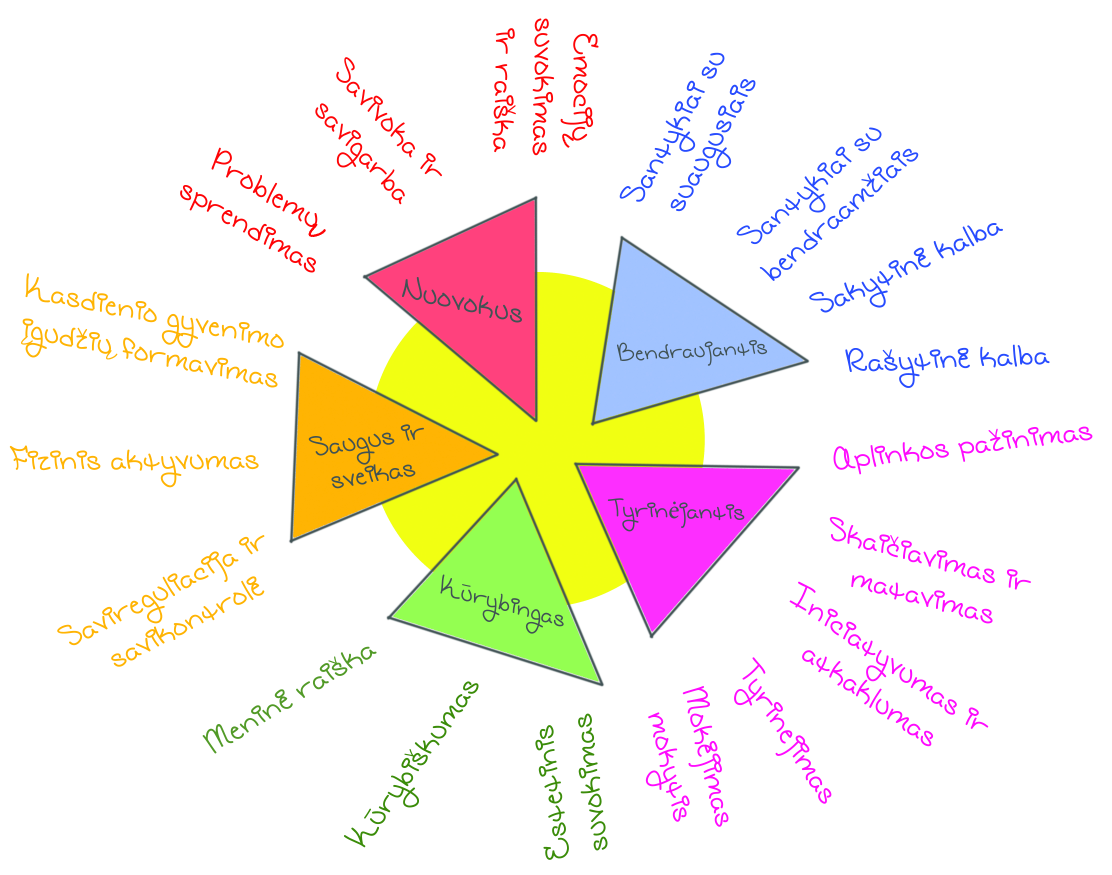 Emocijų
suvokimas
ir raiška
Savivoka ir
savigarba
Problemų
sprendimas
Santykiai su
suaugusiais
Santykiai su
bendraamžiais
Sakytinė kalba
Rašytinė kalba
Nuovokus
Bendraujantis
Kasdienio gyvenimo
igudžių formavimas
Fizinis aktyvumas
Savireguliacija ir
savikontrolė
Saugus ir
sveikas
Tyrinėjantis
Kūrybingas
Aplinkos pažinimas
Skaičiavimas ir
matavimas
Iniciatyvumas ir
atkaklumas
Tyrinejimas
Mokėjimas
mokytis
Meninė raiška
Kūrybiškumas
Estetinis
suvokimas